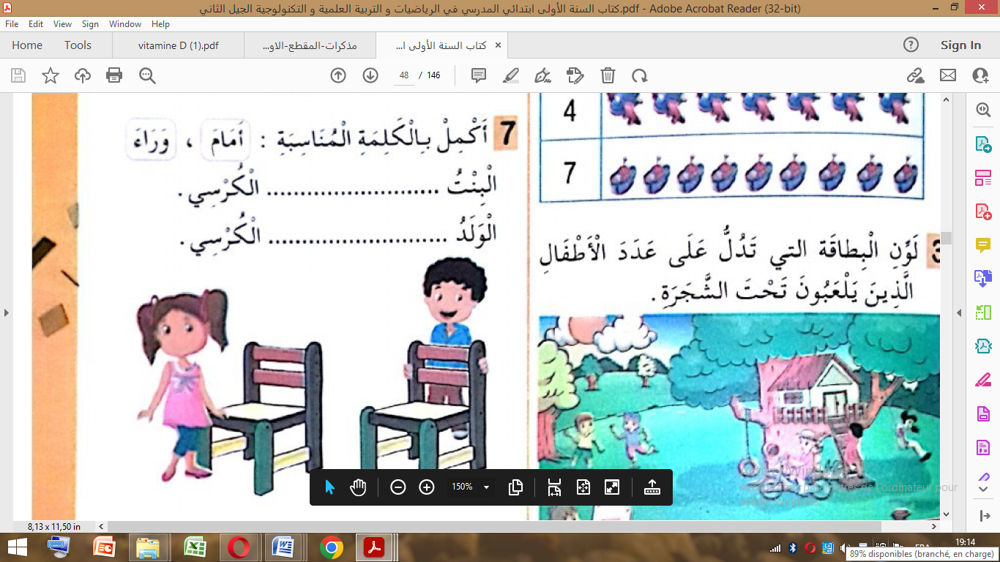 كتاب السنة الأولى ابتدائي المدرسي في الرياضيات و التربية العلمية و التكنولوجية الجيل الثاني.pdf - Adobe Acrobat Reader (32-bit)
File Edit View Sign Window Help
Home Tools vitamine D (1).pdf مذكرات-المقطع-الاو... كتاب السنة الأولى ا... × Sign In
48 / 146
7 أَكْمِلْ بِالْكَلِمَةِ الْمُنَاسِبَةِ : أَمَامَ ، وَرَاءَ
الْبِنْتُ .......................... الْكُرْسِي .
الْوَلَدُ .......................... الْكُرْسِي .
4
7
3 لَوِّنِ الْبِطاقَة التي تَدُلُّ عَلَى عَدَدَ الْأَطْفَالِ
الَّذِينَ يَلْعَبُونَ تَحْتَ الشَّجَرَةِ .
150%
Accédez aux paramètres de l'ordinateur pour
activer Windows.
8,13 x 11,50 in
FRA 19:14
89% disponibles (branché, en charge)